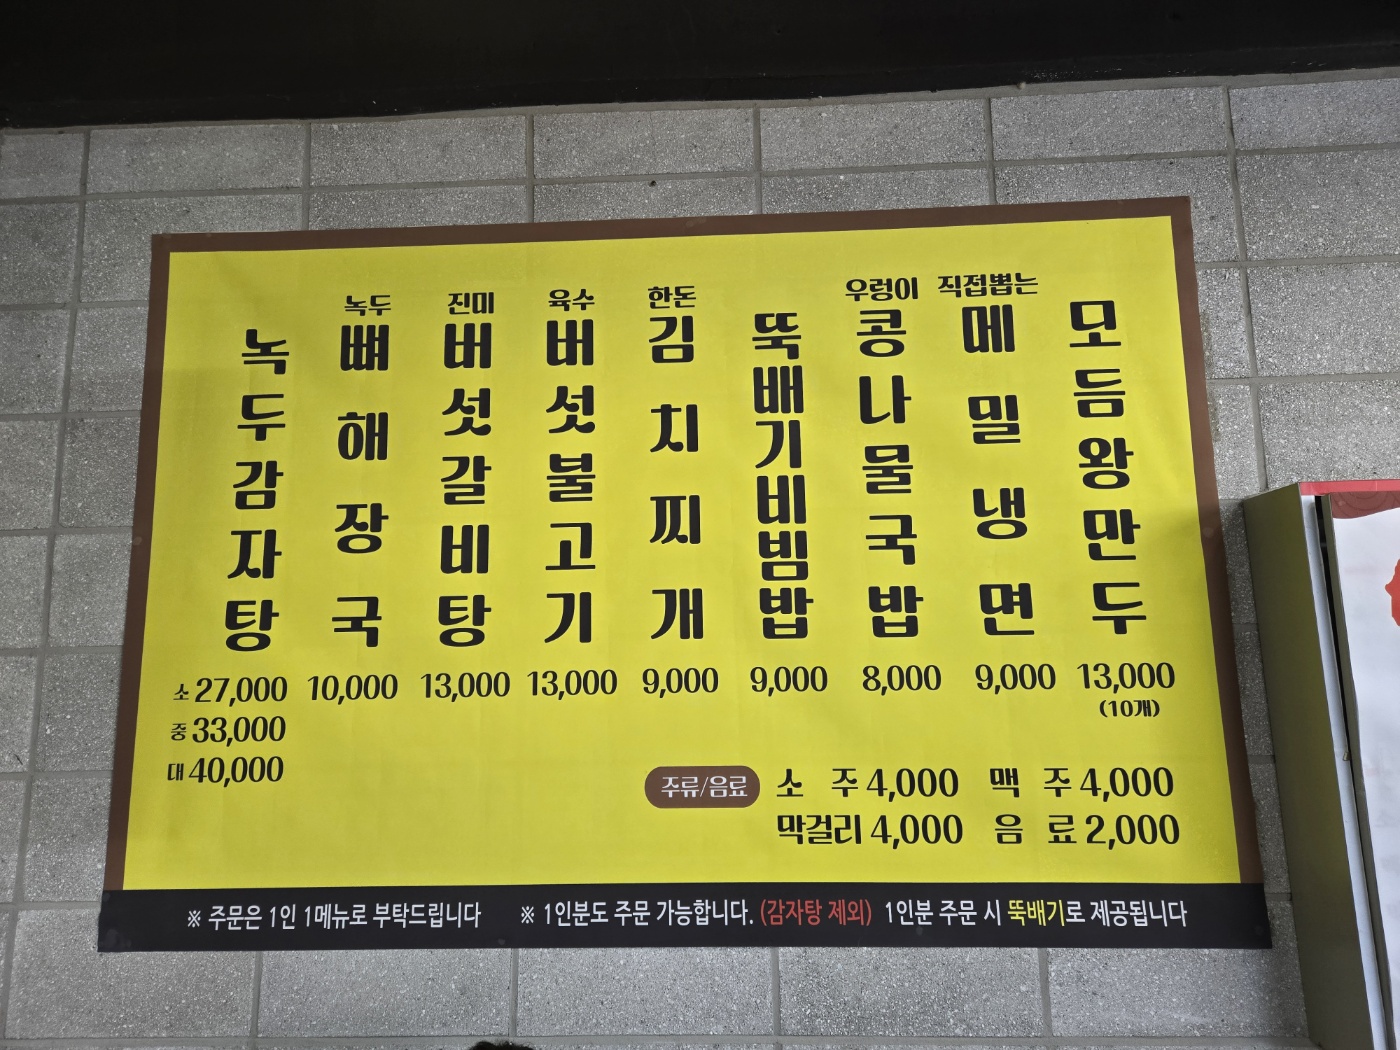 녹두감자탕
소 27,000
중 33,000
대 40,000
녹두
뼈해장국
10,000
진미
버섯갈비탕
13,000
육수
버섯불고기
13,000
한돈
김치찌개
9,000
뚝배기비빔밥
9,000
우렁이
콩나물국밥
8,000
직접뽑는
메밀냉면
9,000
모듬왕만두
13,000
(10개)
주류/음료 소 주 4,000 맥 주 4,000
막걸리 4,000 음 료 2,000
※ 주문은 1인 1메뉴로 부탁드립니다 ※ 1인분도 주문 가능합니다. (감자탕 제외) 1인분 주문 시 뚝배기로 제공됩니다